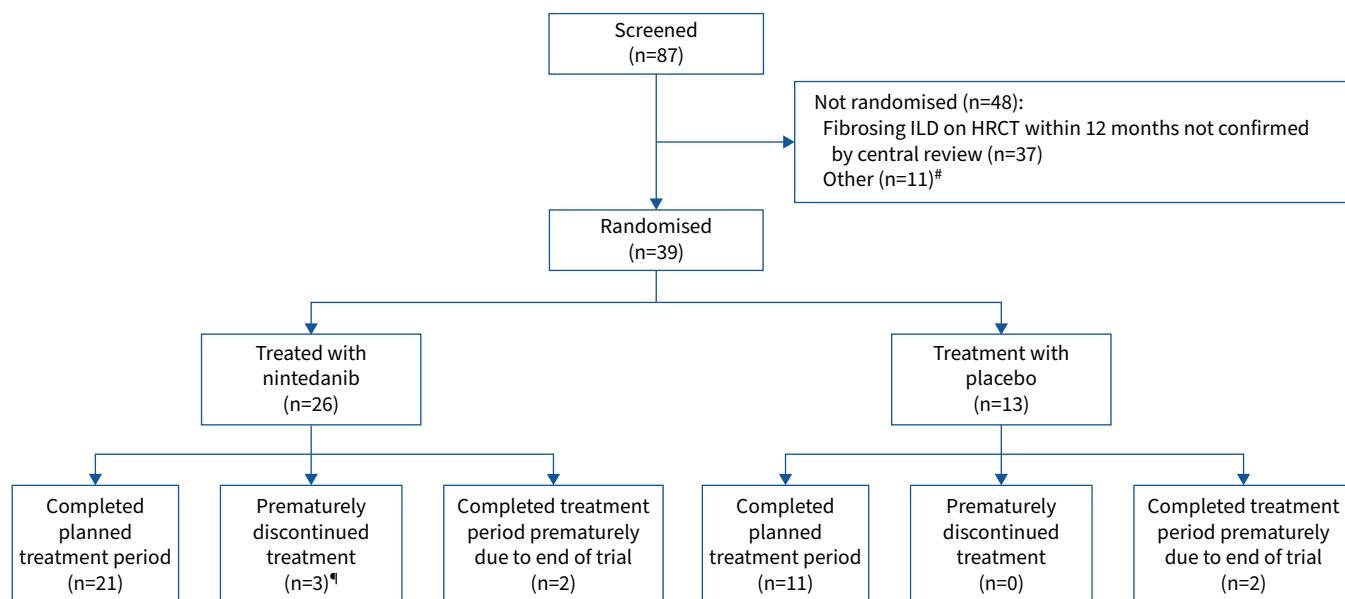 Screened
(n=87)
Not randomised (n=48):
Fibrosing ILD on HRCT within 12 months not confirmed
by central review (n=37)
Other (n=11)#
Randomised
(n=39)
Treated with
nintedanib
(n=26)
Treatment with
placebo
(n=13)
Completed
planned
treatment period
(n=21)
Prematurely
discontinued
treatment
(n=3)¶
Completed treatment
period prematurely
due to end of trial
(n=2)
Completed
planned
treatment period
(n=11)
Prematurely
discontinued
treatment
(n=0)
Completed treatment
period prematurely
due to end of trial
(n=2)